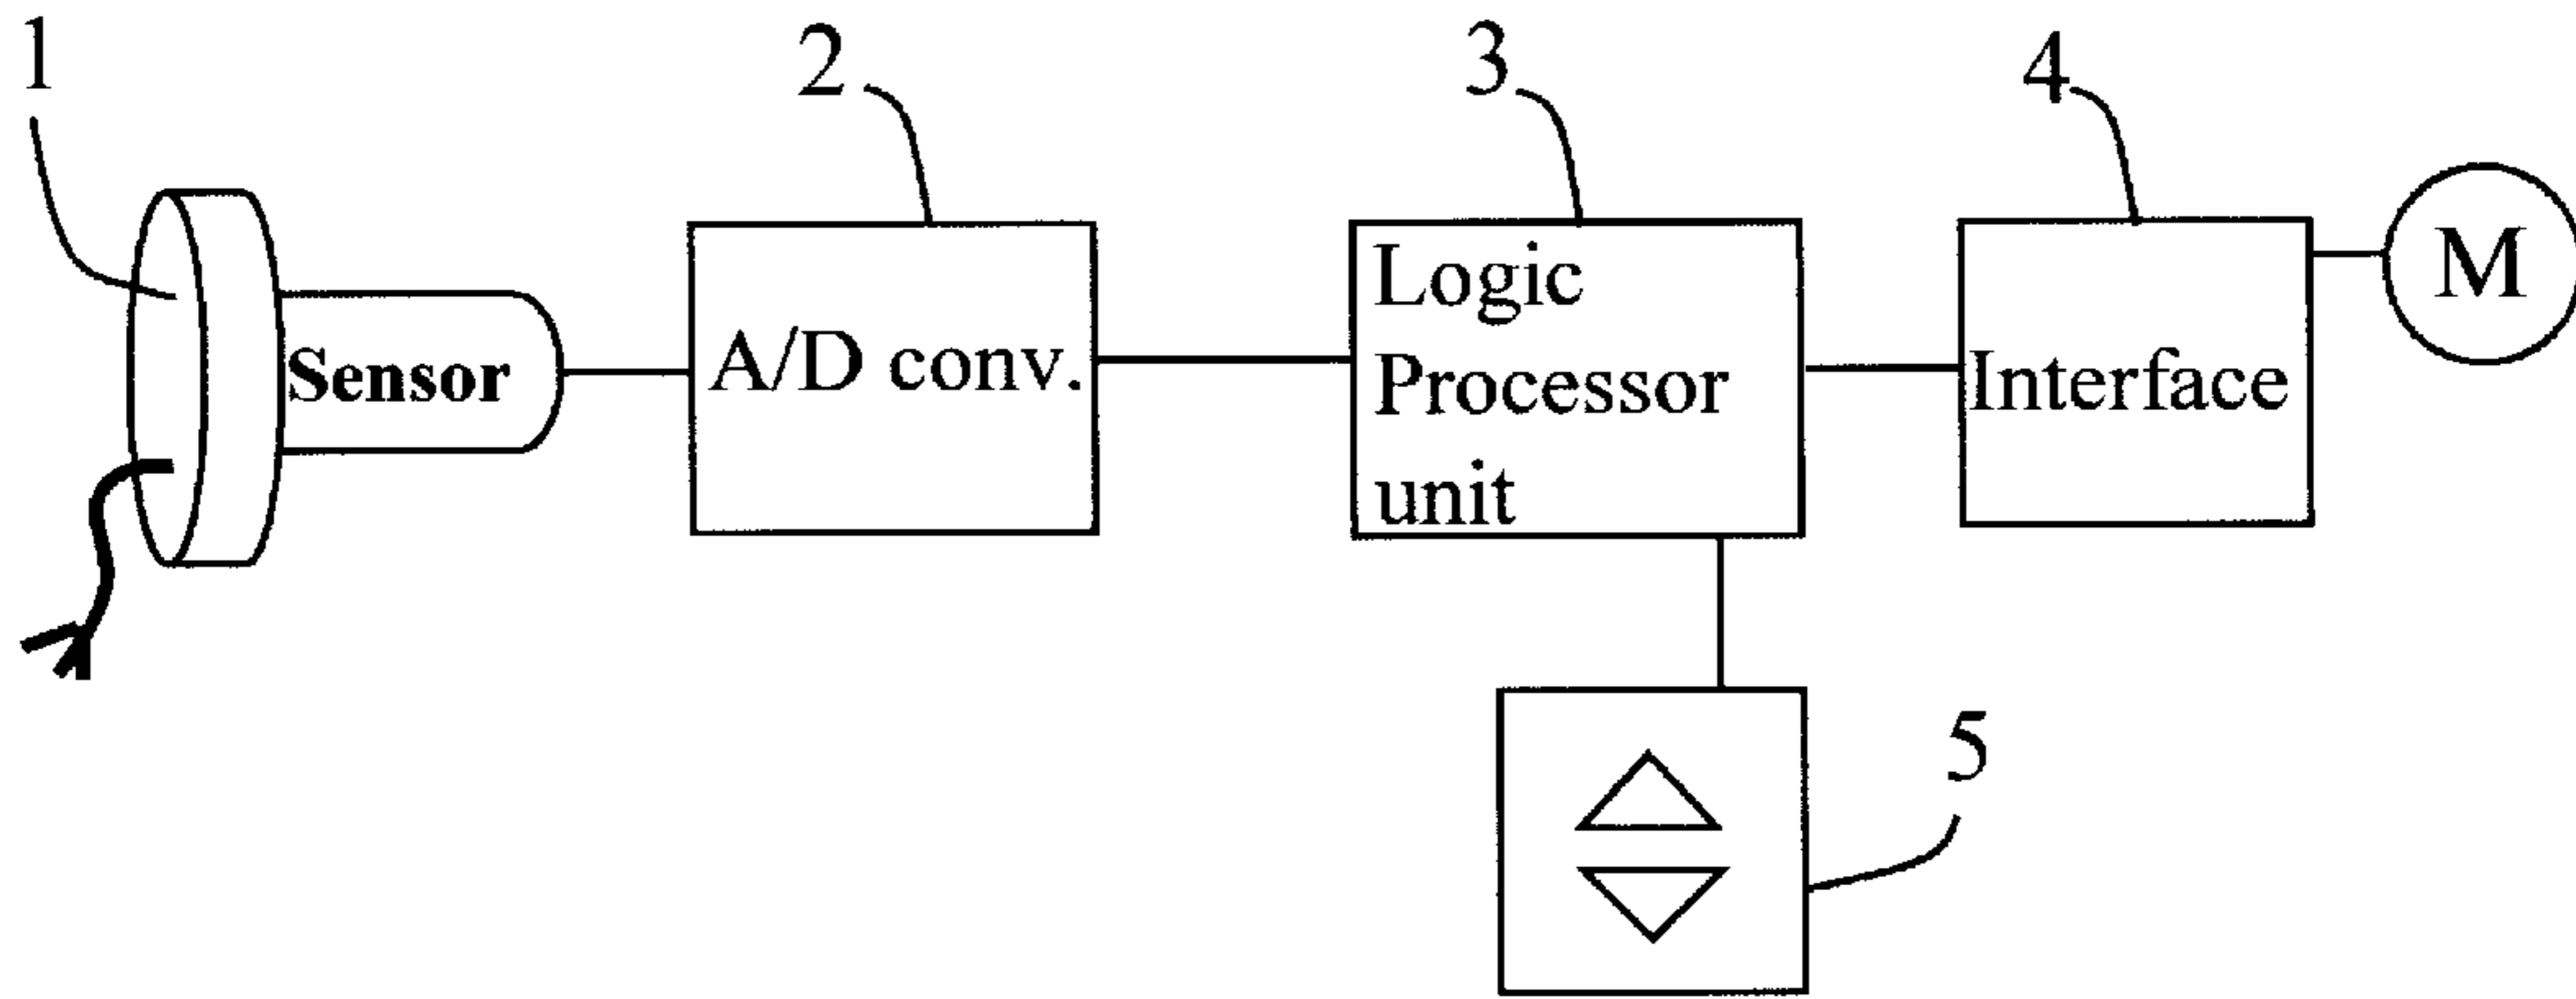 1
2
3
4
Sensor
A/D conv.
Logic
Processor
unit
Interface
M
5